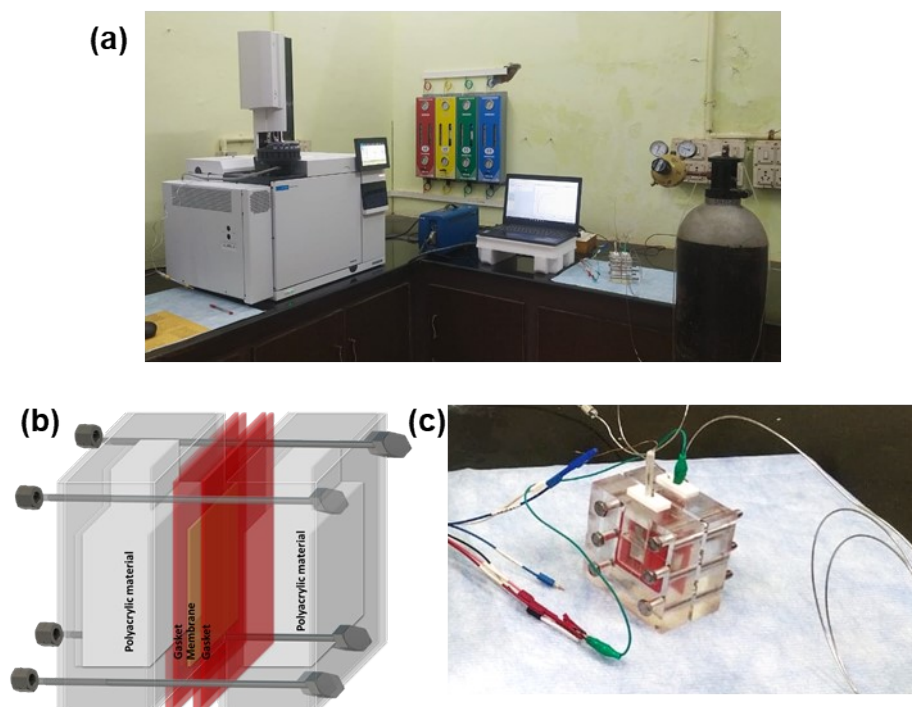 (a)
(b)
(c)
Polyacrylic material
Gasket
Membrane
Gasket
Polyacrylic material